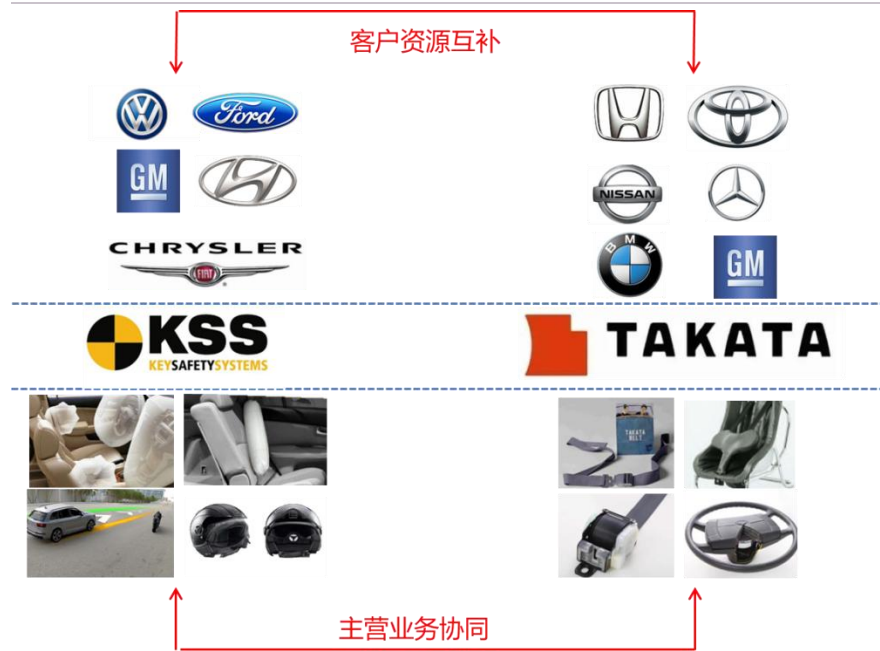 客户资源互补
Ford
GM
CHRYSLER
FIAT
NISSAN
BMW
GM
KSS
KEYSAFETYSYSTEMS
TAKATA
TAKATA
BELT
主营业务协同